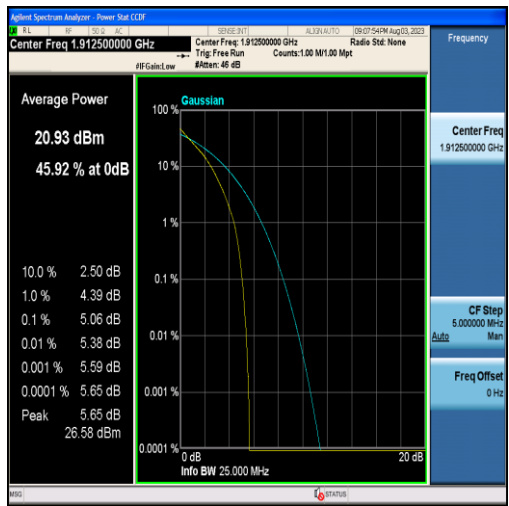 Agilent Spectrum Analyzer - Power Stat CCDF
RL RF 50 Ω AC SENSE:INT ALIGN AUTO 09:07:54PM Aug 03, 2023
Center Freq 1.912500000 GHz
Center Freq: 1.912500000 GHz Radio Std: None
Trig: Free Run Counts:1.00 M/1.00 Mpt
#IFGain:Low #Atten: 46 dB
Frequency
Average Power
20.93 dBm
45.92 % at 0dB
10.0 % 2.50 dB
1.0 % 4.39 dB
0.1 % 5.06 dB
0.01 % 5.38 dB
0.001 % 5.59 dB
0.0001 % 5.65 dB
Peak 5.65 dB
26.58 dBm
Gaussian
100 %
10 %
1 %
0.1 %
0.01 %
0.001 %
0.0001 %
0 dB 20 dB
Info BW 25.000 MHz
Center Freq
1.912500000 GHz
CF Step
5.000000 MHz
Auto Man
Freq Offset
0 Hz
MSG STATUS